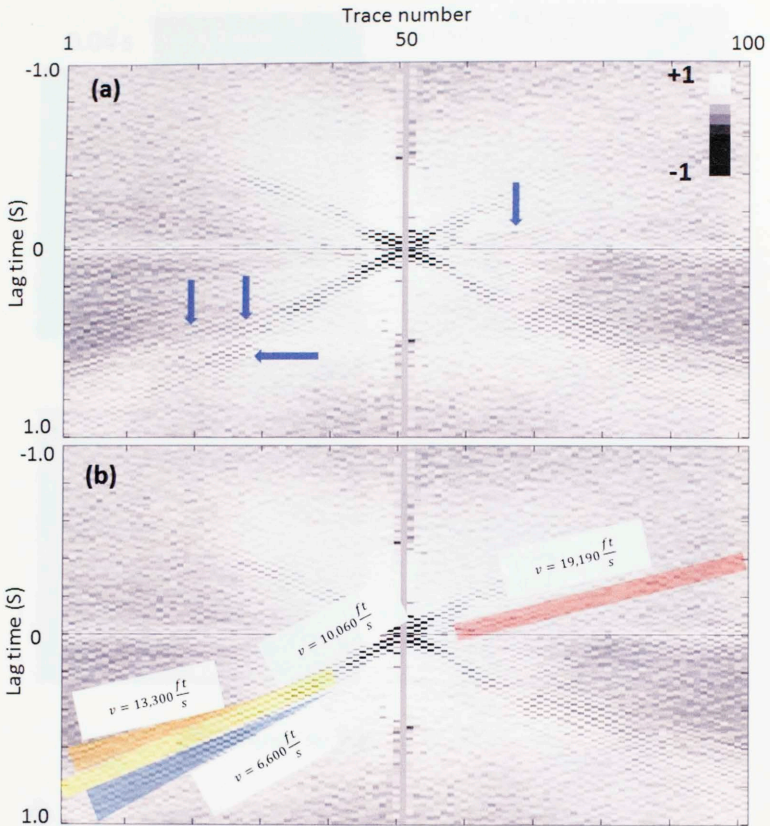 Trace number
1 50 100
-1.0
(a)
+1
-1
Lag time (S)
0
1.0
-1.0
(b)
v = 19,190 ft/s
v = 10,060 ft/s
Lag time (S)
0
v = 13,300 ft/s
v = 6,600 ft/s
1.0